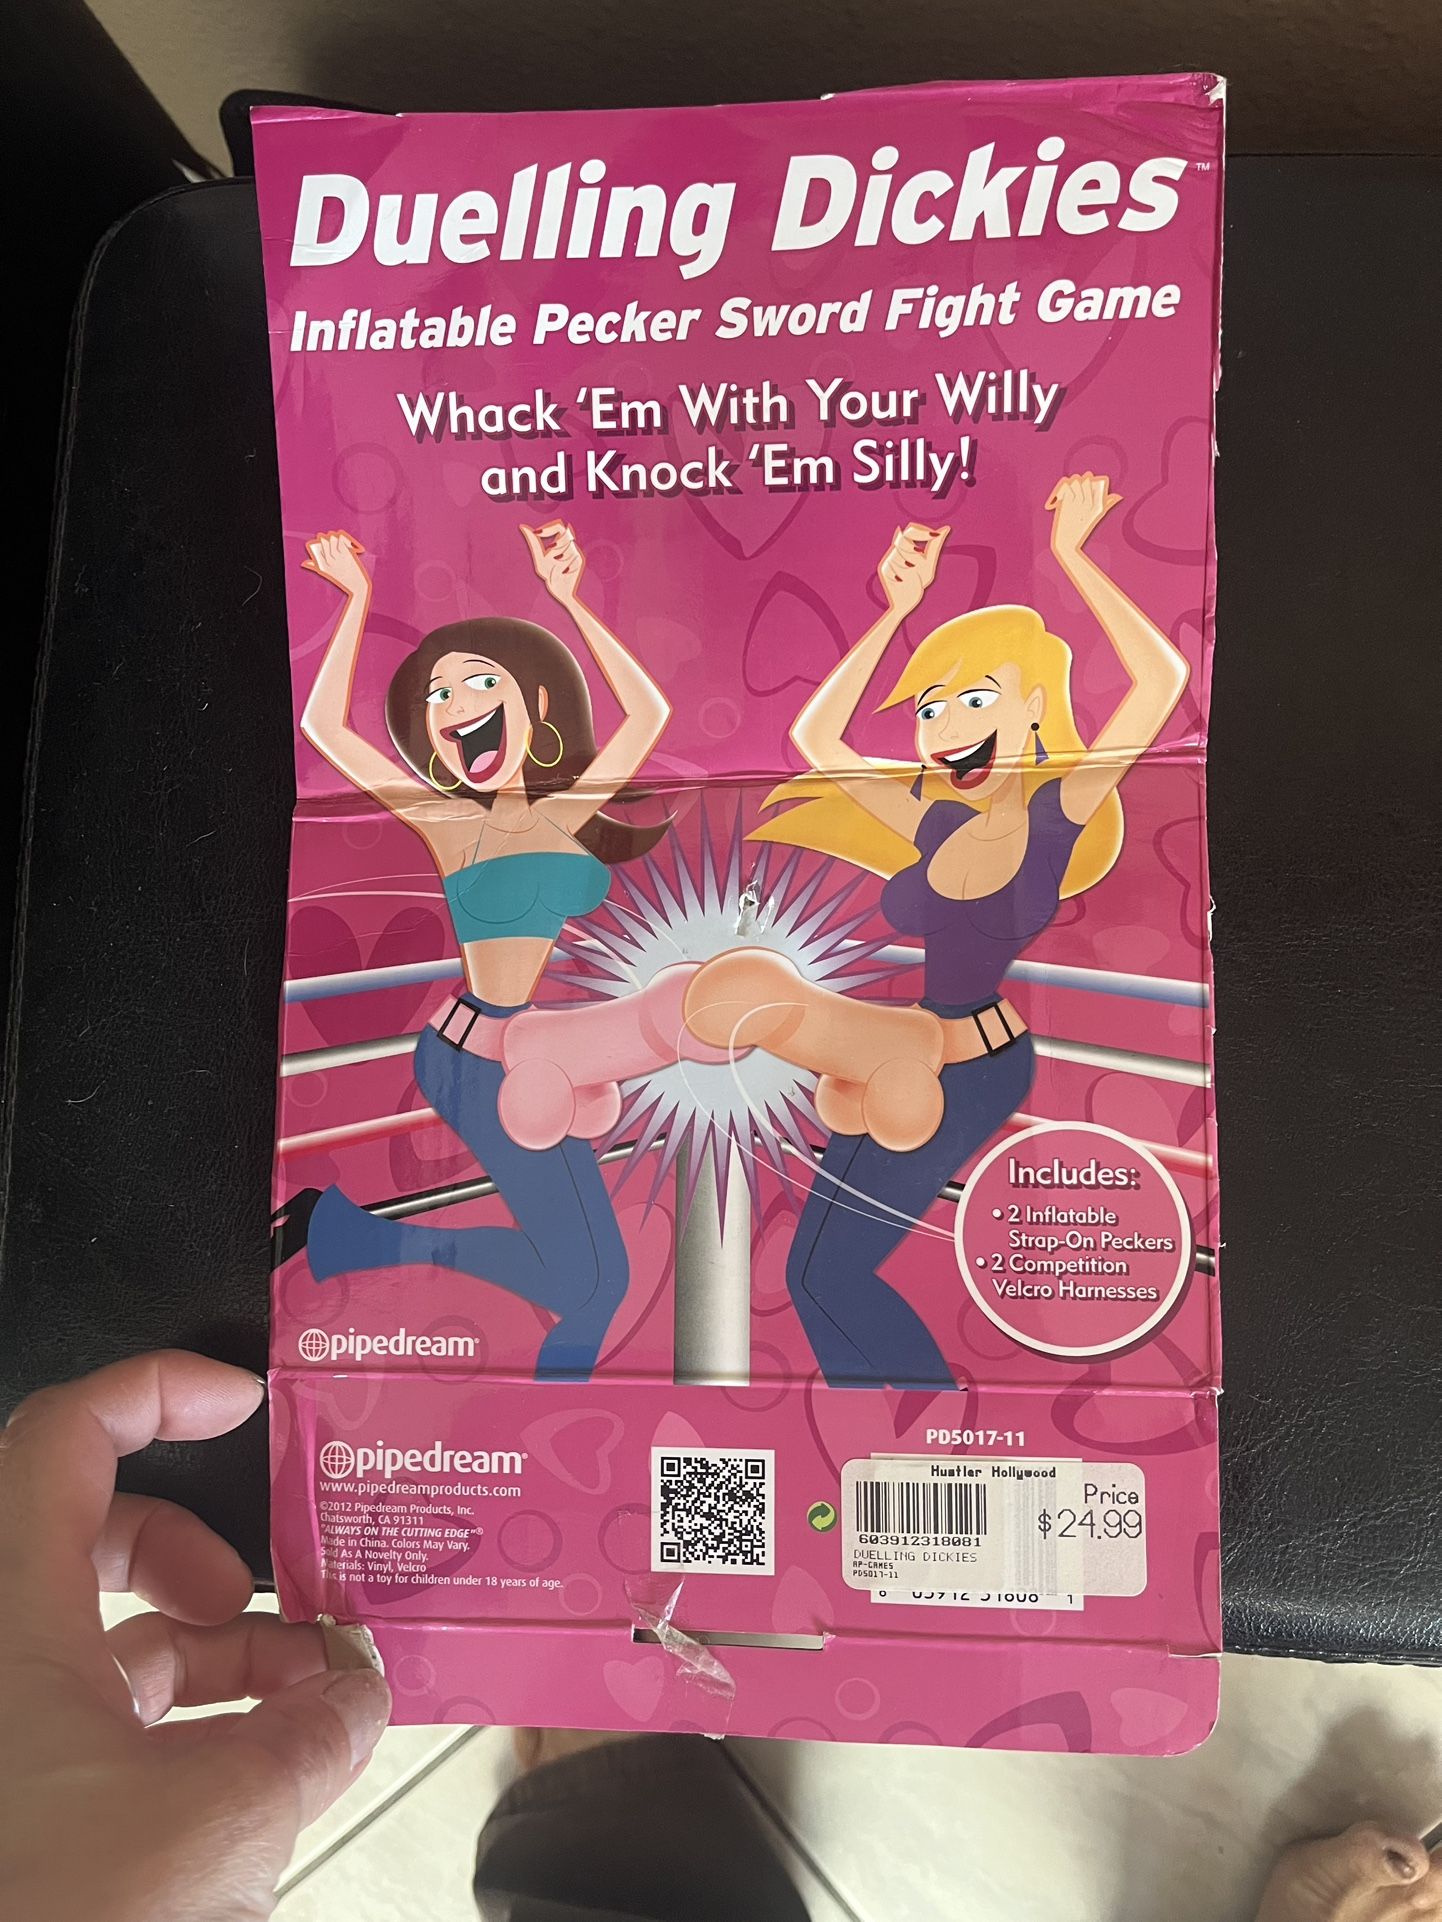 Duelling Dickies™
Inflatable Pecker Sword Fight Game
Whack ‘Em With Your Willy
and Knock ‘Em Silly!
Includes:
• 2 Inflatable
Strap-On Peckers
• 2 Competition
Velcro Harnesses
pipedream®
PD5017-11
pipedream®
www.pipedreamproducts.com
©2012 Pipedream Products, Inc.
Chatsworth, CA 91311
"ALWAYS ON THE CUTTING EDGE"®
Made in China. Colors May Vary.
Sold As A Novelty Only.
Materials: Vinyl, Velcro
This is not a toy for children under 18 years of age.
Hustler Hollywood
Price
$24.99
603912318081
DUELLING DICKIES
AP-GAMES
PD5017-11